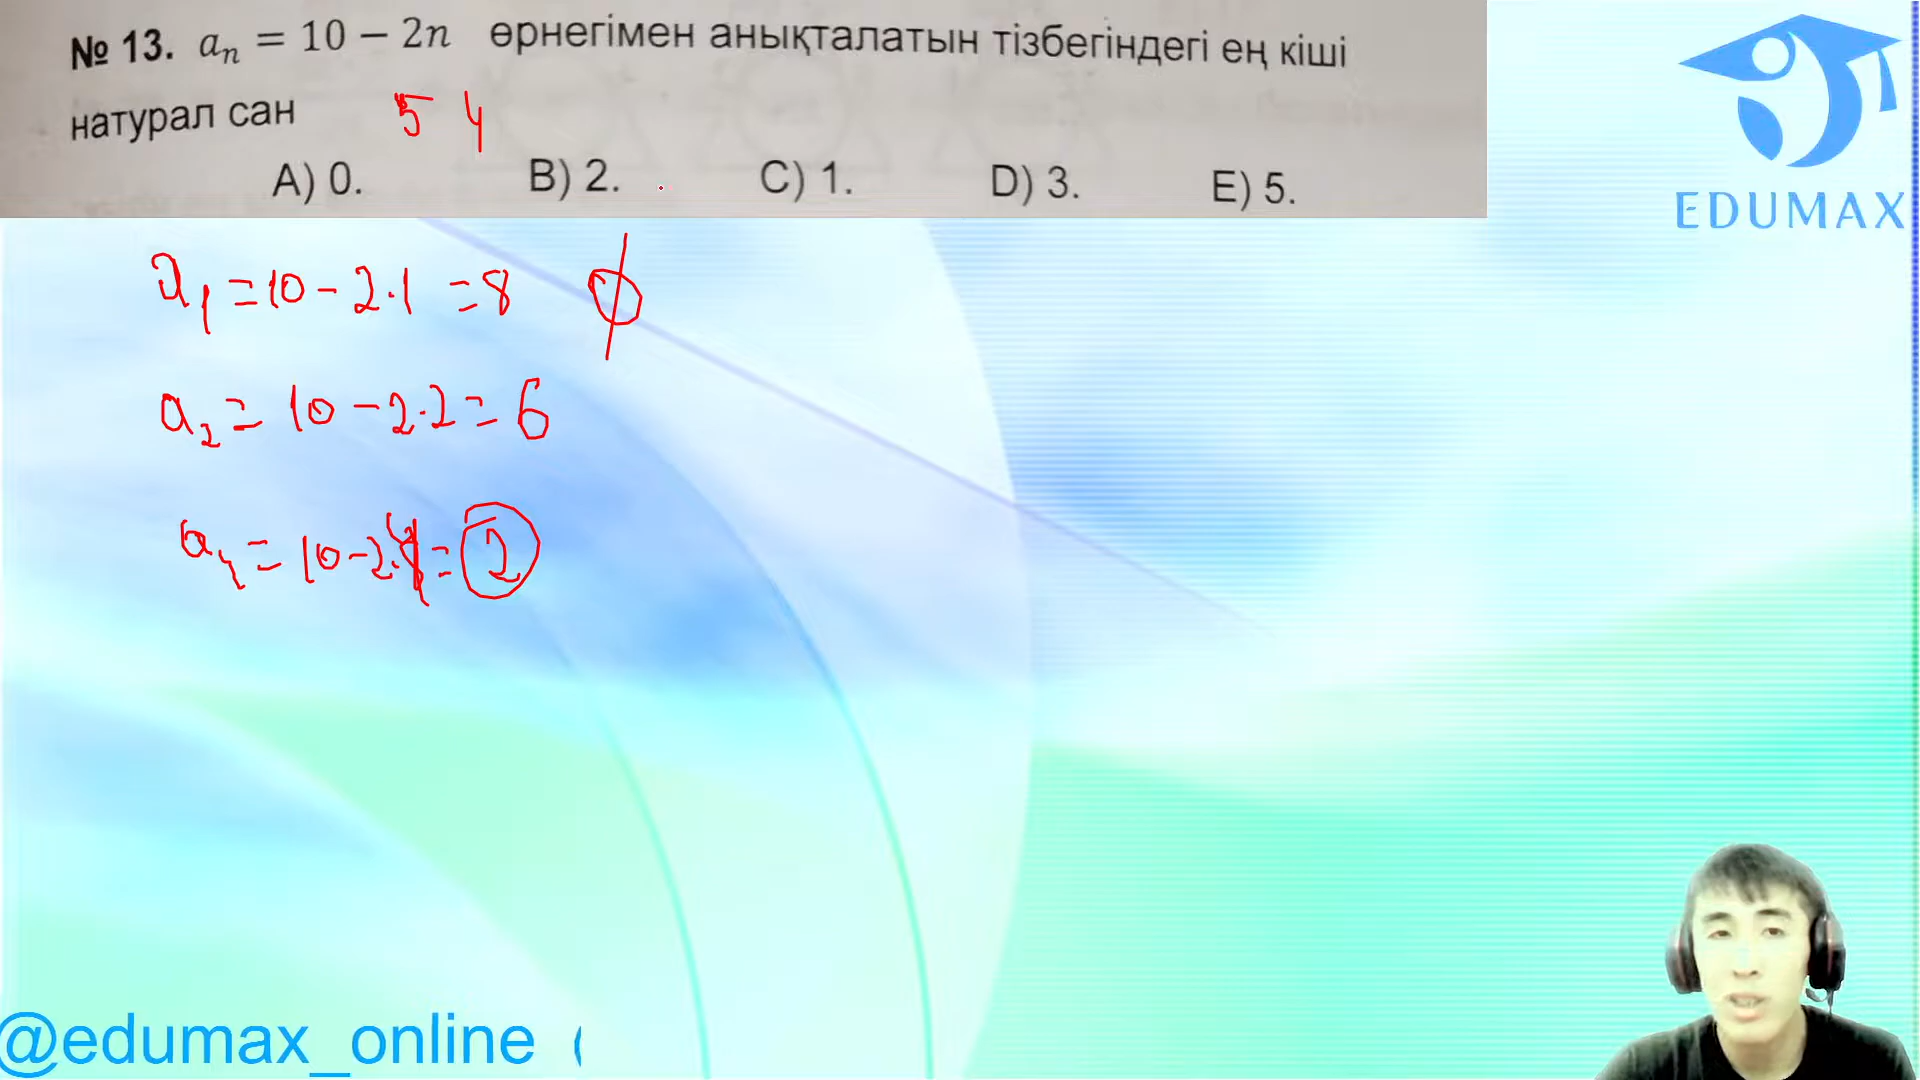 № 13. aₙ = 10 − 2n өрнегімен анықталатын тізбегіндегі ең кіші
натурал сан
5 4
A) 0. B) 2. C) 1. D) 3. E) 5.
EDUMAX
a₁ = 10 − 2·1 = 8
a₂ = 10 − 2·2 = 6
a₄ = 10 − 2·4 = 2
@edumax_online (